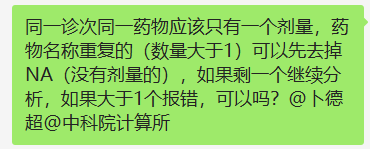 同一诊次同一药物应该只有一个剂量，药
物名称重复的（数量大于1）可以先去掉
NA（没有剂量的），如果剩一个继续分
析，如果大于1个报错，可以吗？@卜德
超@中科院计算所